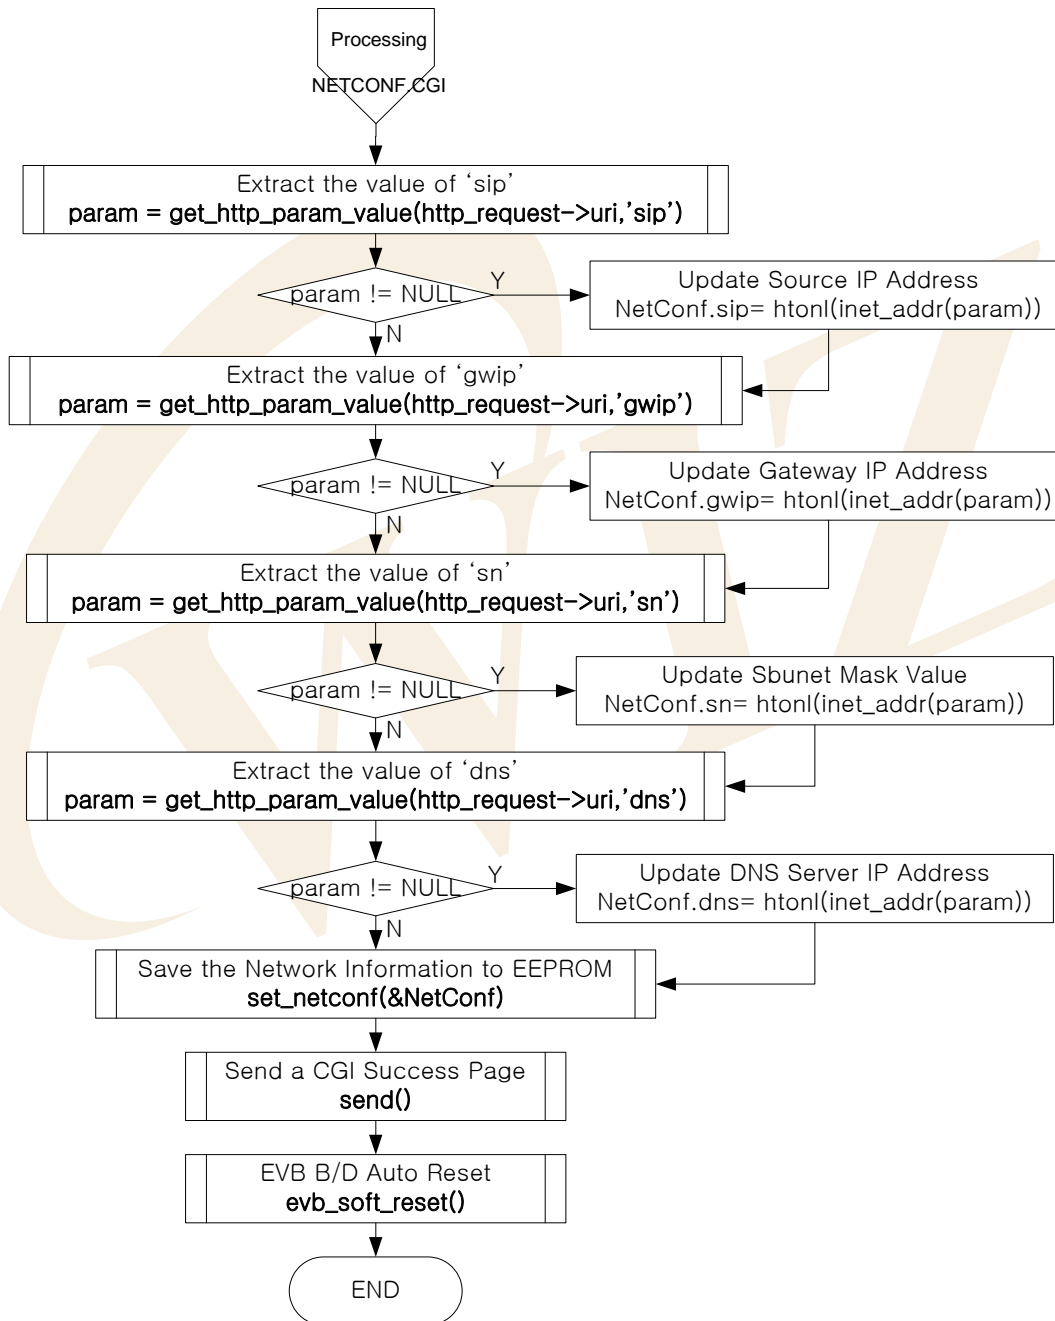 Processing
NETCONF.CGI
Extract the value of ‘sip’
param = get_http_param_value(http_request->uri,’sip’)
param != NULL
Y
Update Source IP Address
NetConf.sip= htonl(inet_addr(param))
N
Extract the value of ‘gwip’
param = get_http_param_value(http_request->uri,’gwip’)
param != NULL
Y
Update Gateway IP Address
NetConf.gwip= htonl(inet_addr(param))
N
Extract the value of ‘sn’
param = get_http_param_value(http_request->uri,’sn’)
param != NULL
Y
Update Sbunet Mask Value
NetConf.sn= htonl(inet_addr(param))
N
Extract the value of ‘dns’
param = get_http_param_value(http_request->uri,’dns’)
param != NULL
Y
Update DNS Server IP Address
NetConf.dns= htonl(inet_addr(param))
N
Save the Network Information to EEPROM
set_netconf(&NetConf)
Send a CGI Success Page
send()
EVB B/D Auto Reset
evb_soft_reset()
END